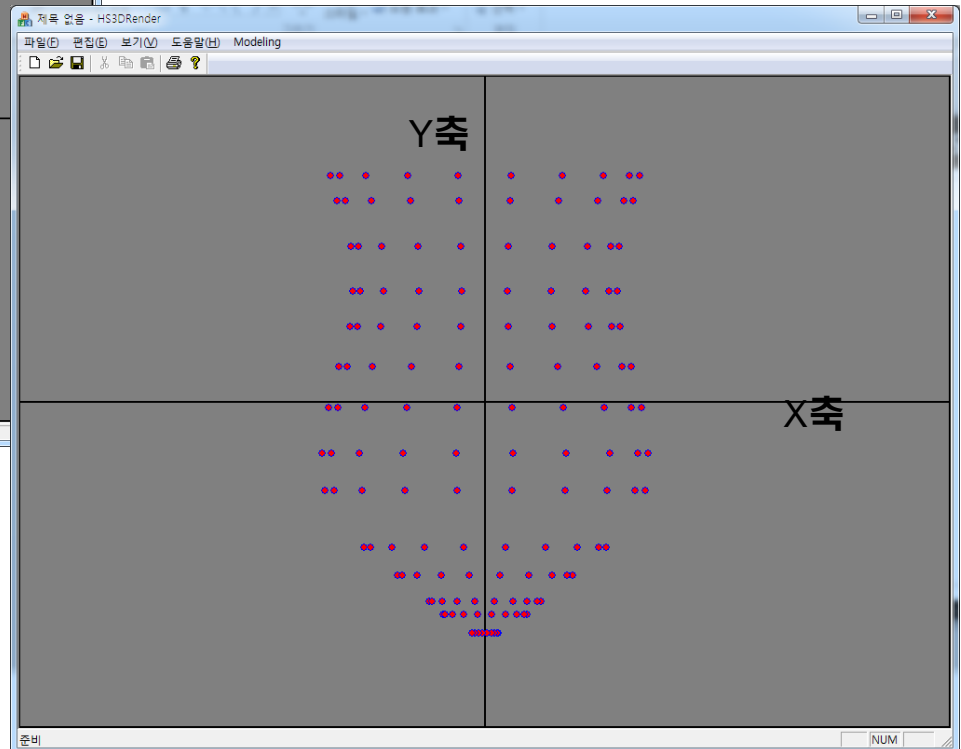 제목 없음 - HS3DRender
파일(F) 편집(E) 보기(V) 도움말(H) Modeling
Y축
X축
준비 NUM